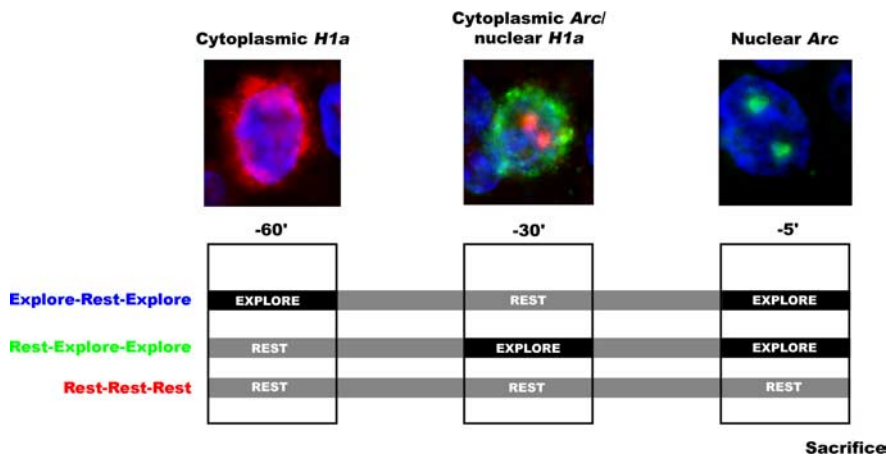 Cytoplasmic H1a
Cytoplasmic Arc/
nuclear H1a
Nuclear Arc
-60'
-30'
-5'
Explore-Rest-Explore
EXPLORE
REST
EXPLORE
Rest-Explore-Explore
REST
EXPLORE
EXPLORE
Rest-Rest-Rest
REST
REST
REST
Sacrifice